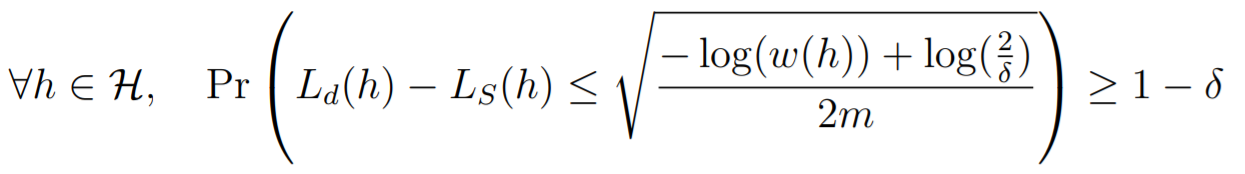 ∀h ∈ ℋ, Pr ( L_d(h) − L_S(h) ≤ √( (− log(w(h)) + log(2/δ)) / 2m ) ) ≥ 1 − δ